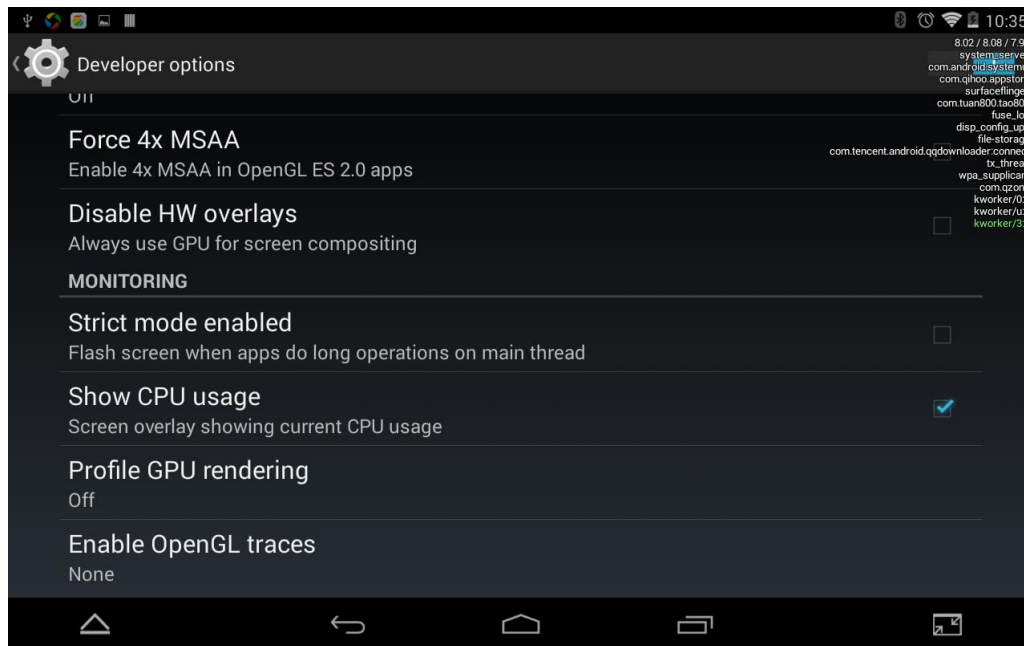 10:35
Developer options
8.02 / 8.08 / 7.9
system_serve
com.android.systemu
com.qihoo.appstor
surfaceflinge
com.tuan800.tao80
fuse_lo
disp_config_up
file-storag
com.tencent.android.qqdownloader:connec
tx_threa
wpa_supplican
com.qzon
kworker/0:
kworker/u:
kworker/3:
Off
Force 4x MSAA
Enable 4x MSAA in OpenGL ES 2.0 apps
Disable HW overlays
Always use GPU for screen compositing
MONITORING
Strict mode enabled
Flash screen when apps do long operations on main thread
Show CPU usage
Screen overlay showing current CPU usage
Profile GPU rendering
Off
Enable OpenGL traces
None